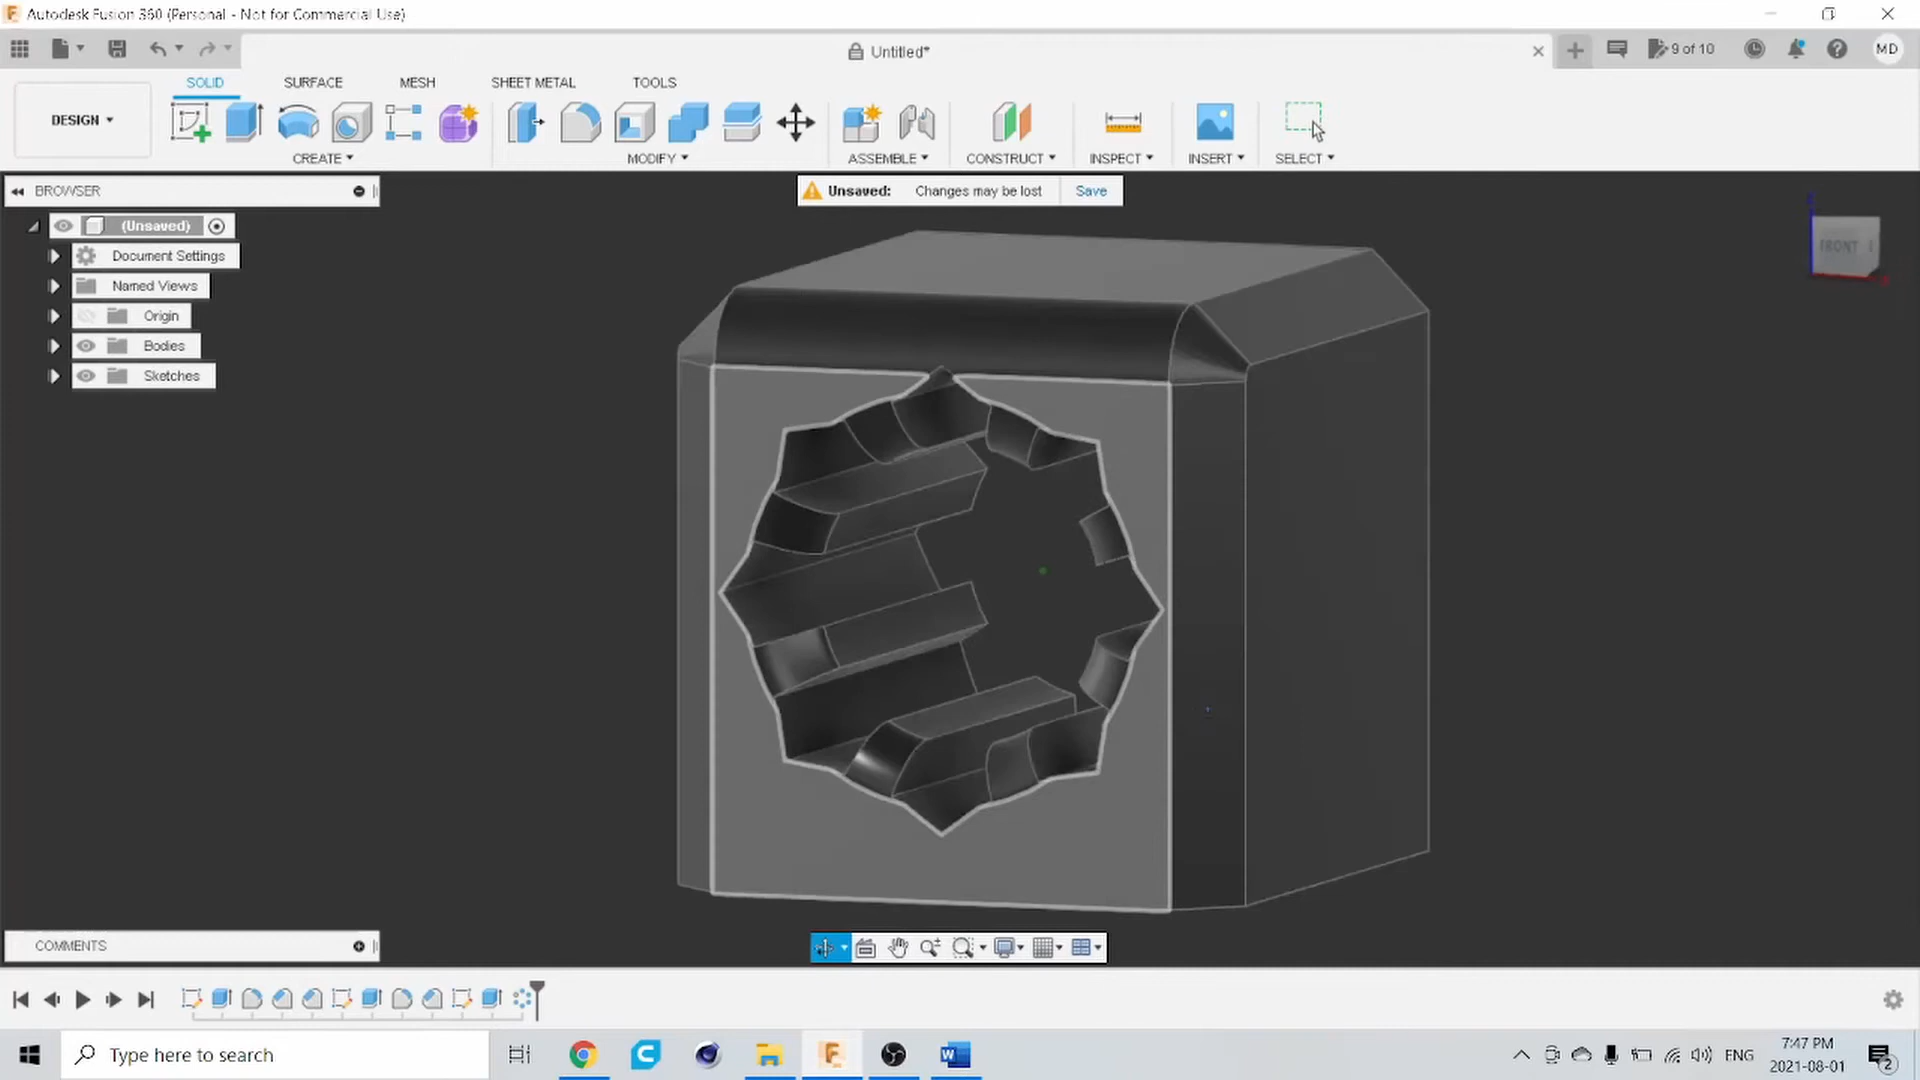 Autodesk Fusion 360 (Personal - Not for Commercial Use)
Untitled*
9 of 10
MD
SOLID
SURFACE
MESH
SHEET METAL
TOOLS
DESIGN
CREATE
MODIFY
ASSEMBLE
CONSTRUCT
INSPECT
INSERT
SELECT
BROWSER
Unsaved: Changes may be lost Save
(Unsaved)
Document Settings
Named Views
Origin
Bodies
Sketches
FRONT
COMMENTS
Type here to search
W
ENG
7:47 PM
2021-08-01
2